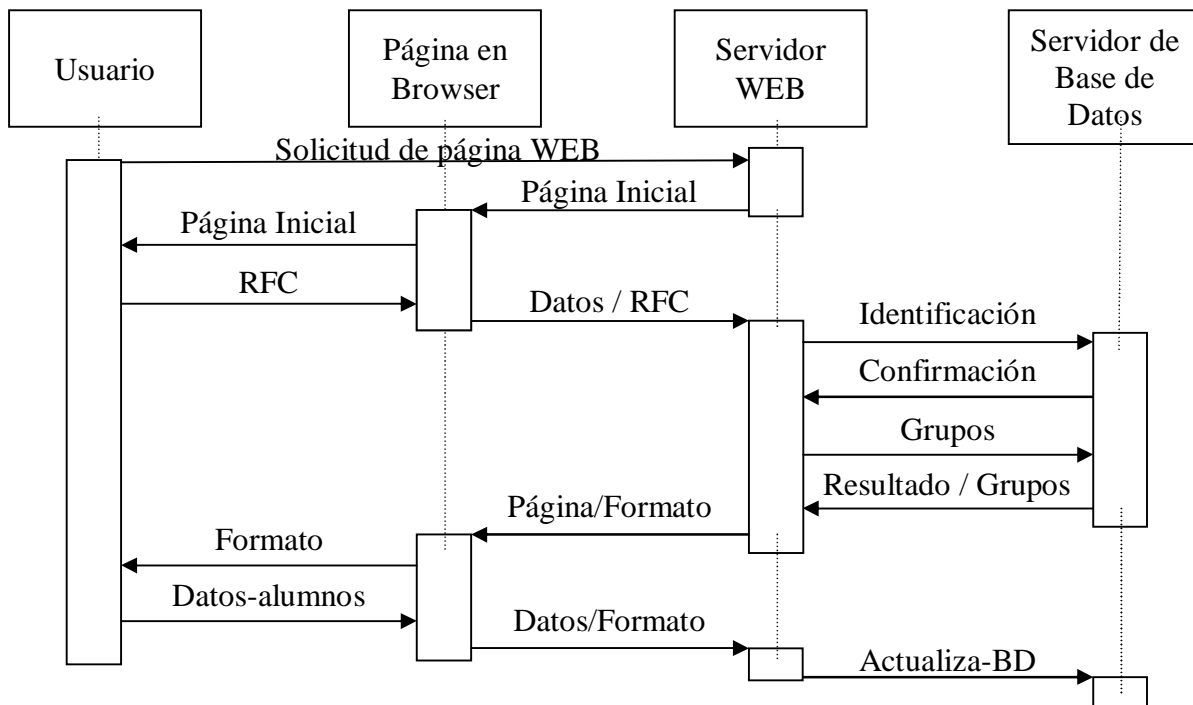 Usuario
Página en
Browser
Servidor
WEB
Servidor de
Base de
Datos
Solicitud de página WEB
Página Inicial
Página Inicial
RFC
Datos / RFC
Identificación
Confirmación
Grupos
Resultado / Grupos
Página/Formato
Formato
Datos-alumnos
Datos/Formato
Actualiza-BD